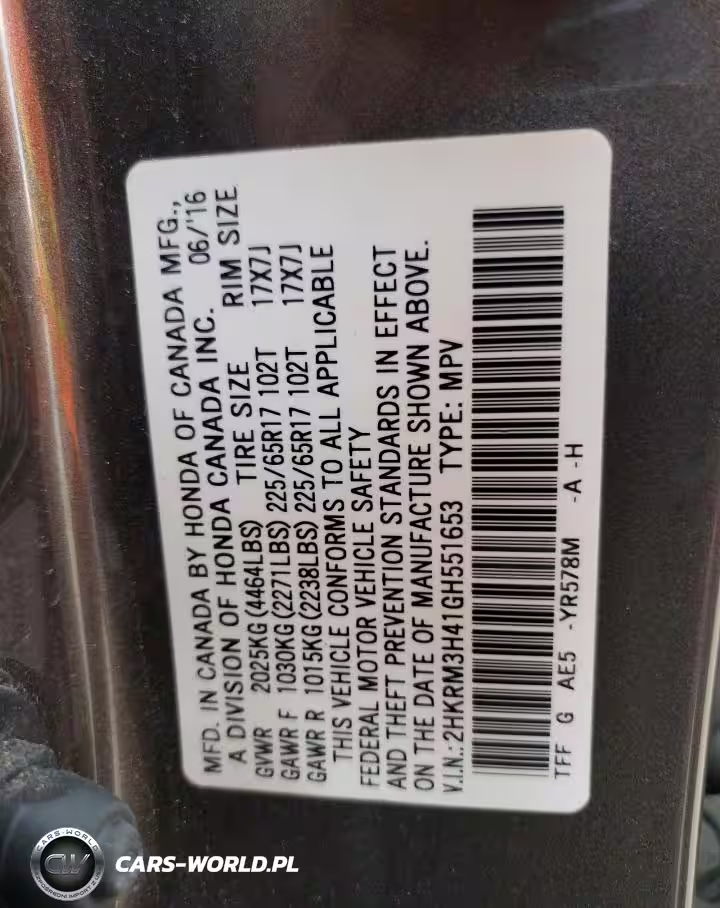 MFD. IN CANADA BY HONDA OF CANADA MFG.,
A DIVISION OF HONDA CANADA INC. 06/'16
GVWR 2025KG(4464LBS) TIRE SIZE RIM SIZE
GAWR F 1030KG(2271LBS) 225/65R17 102T 17X7J
GAWR R 1015KG(2238LBS) 225/65R17 102T 17X7J
THIS VEHICLE CONFORMS TO ALL APPLICABLE
FEDERAL MOTOR VEHICLE SAFETY
AND THEFT PREVENTION STANDARDS IN EFFECT
ON THE DATE OF MANUFACTURE SHOWN ABOVE.
V.I.N.:2HKRM3H41GH551653 TYPE: MPV
TFF G AE5 -YR578M -A -H
CARS-WORLD
CW
CARS-WORLD.PL